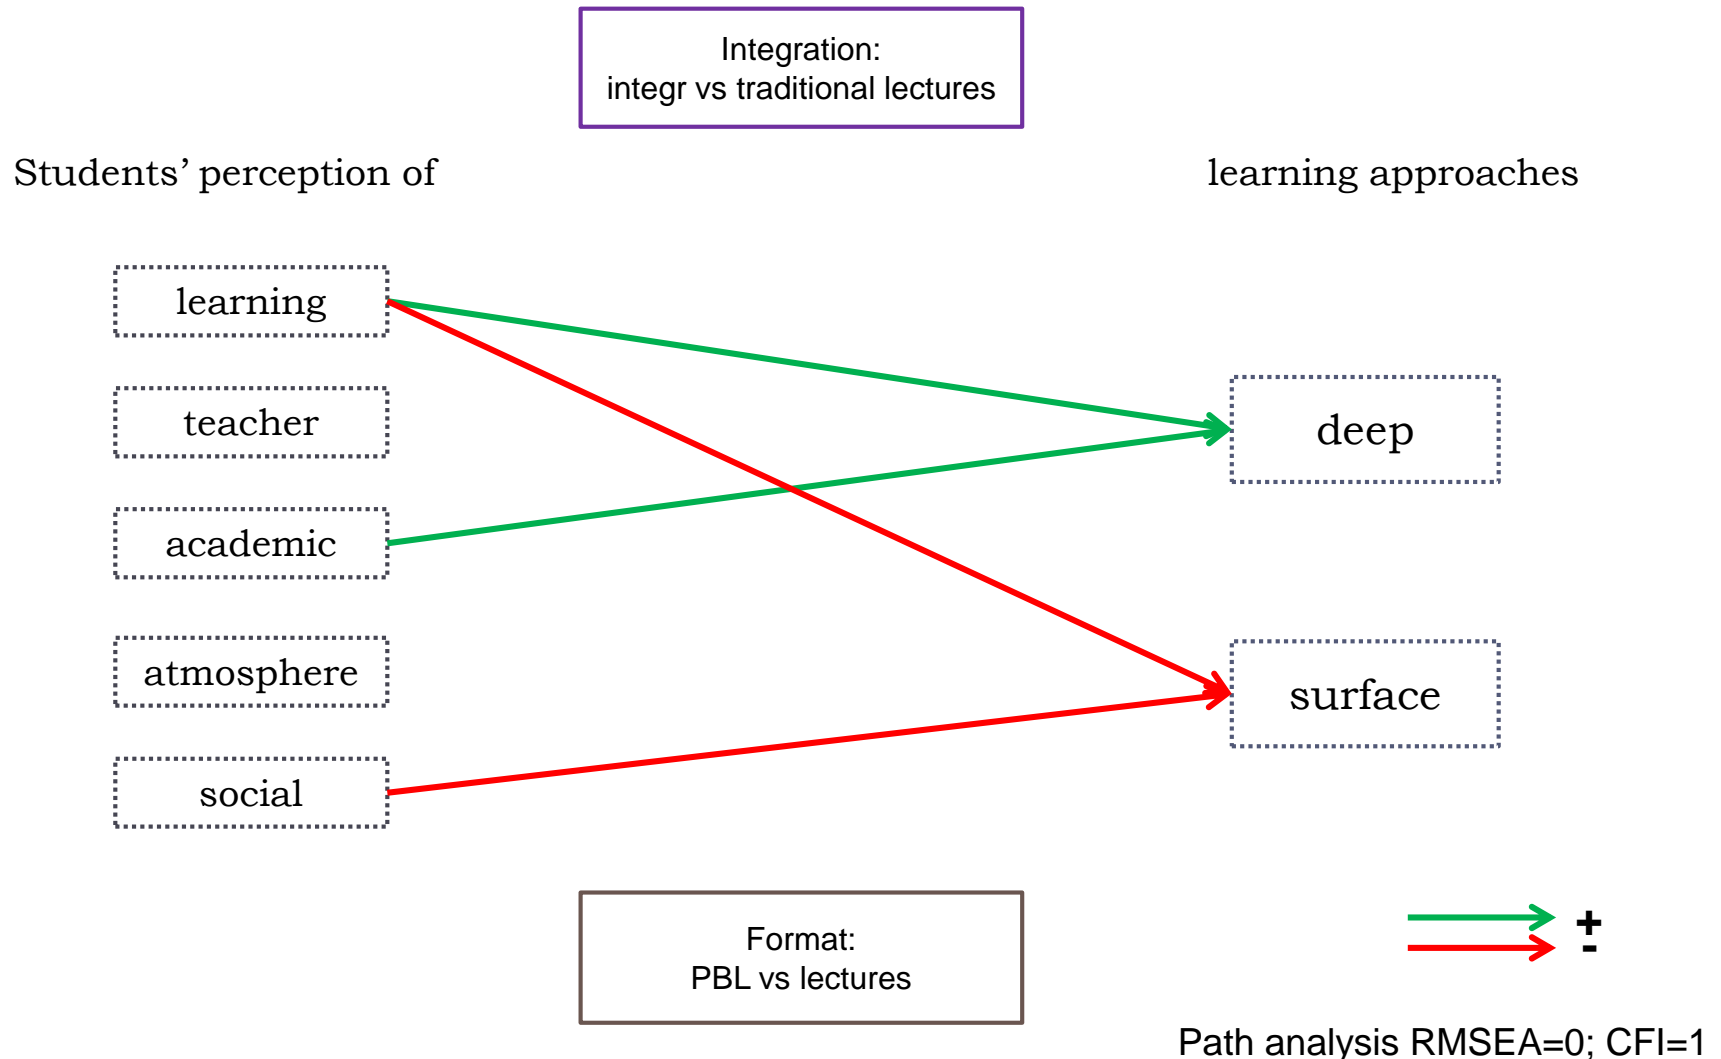 Integration:
integr vs traditional lectures
Students’ perception of
learning approaches
learning
teacher
deep
academic
atmosphere
surface
social
Format:
PBL vs lectures
+
-
Path analysis RMSEA=0; CFI=1